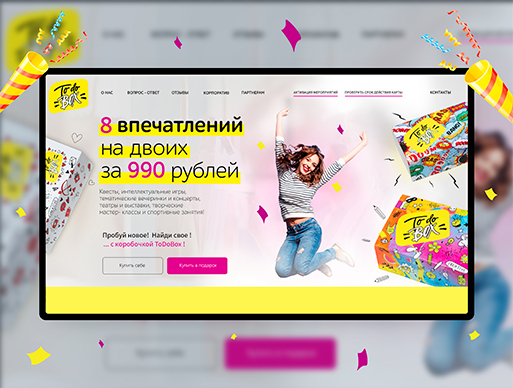 To do
BOX
О НАС ВОПРОС - ОТВЕТ ОТЗЫВЫ КОРПОРАТИВ ПАРТНЕРАМ АКТИВАЦИЯ МЕРОПРИЯТИЙ ПРОВЕРИТЬ СРОК ДЕЙСТВИЯ КАРТЫ КОНТАКТЫ
8 впечатлений
на двоих
за 990 рублей
Квесты, интеллектуальные игры,
тематические вечеринки и концерты,
театры и выставки, творческие
мастер- классы и спортивные занятия!
Пробуй новое! Найди свое !
... с коробочкой ToDoBox
Купить себе Купить в подарок
To do
BOX